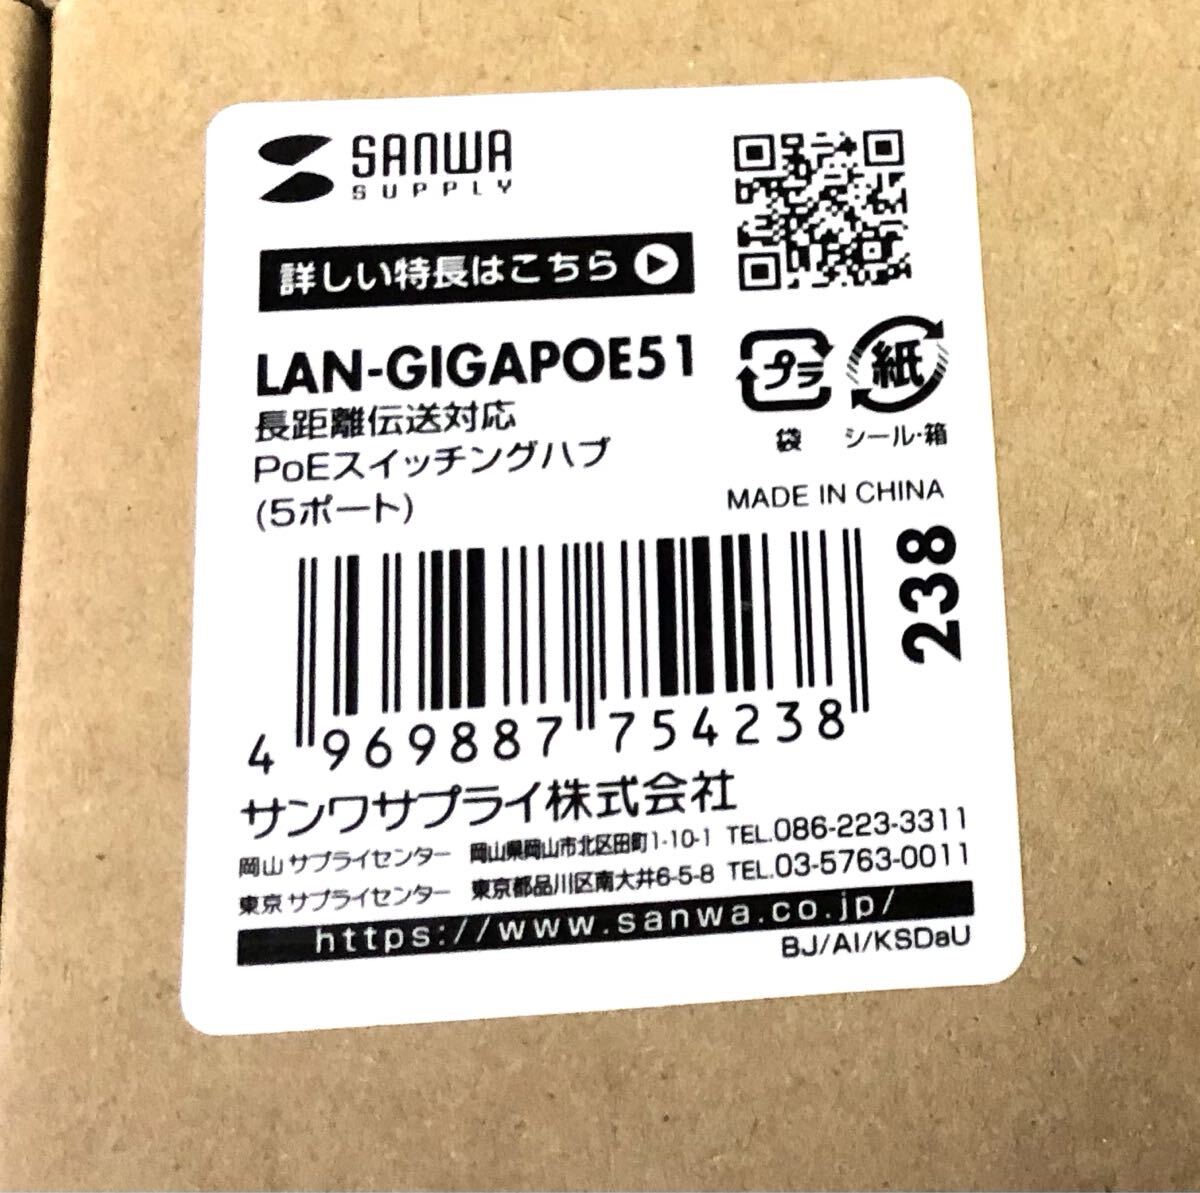 SANWA
SUPPLY
詳しい特長はこちら
LAN-GIGAPOE51
長距離伝送対応
PoEスイッチングハブ
(5ポート)
プラ
紙
袋
シール・箱
MADE IN CHINA
238
4 969887 754238
サンワサプライ株式会社
岡山サプライセンター 岡山県岡山市北区田町1-10-1 TEL.086-223-3311
東京サプライセンター 東京都品川区南大井6-5-8 TEL.03-5763-0011
https://www.sanwa.co.jp/
BJ/AI/KSDaU